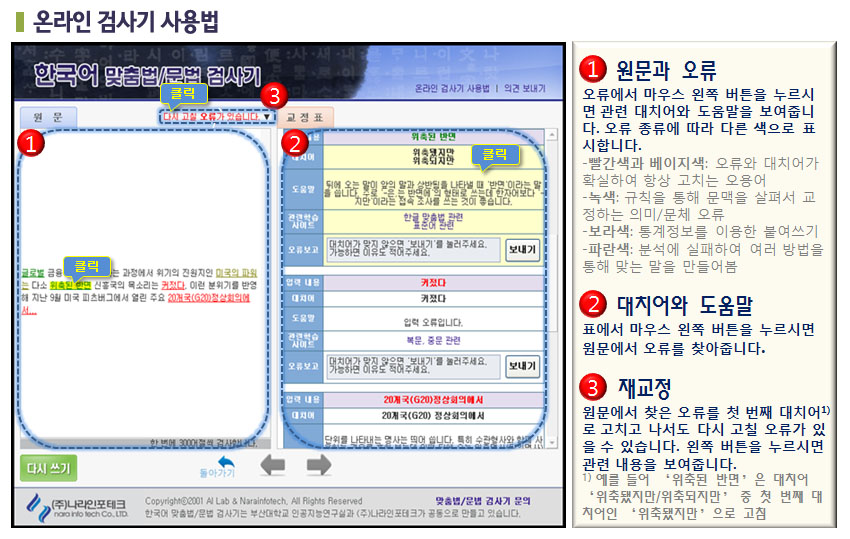 온라인 검사기 사용법
한국어 맞춤법/문법 검사기
온라인 검사기 사용법 | 의견 보내기
클릭
3
원 문
다시 고칠 오류가 있습니다. ▼
교 정 표
1
글로벌 금융
클릭
는 과정에서 위기의 진원지인 미국의 파워
는 다소 위축된 반면 신흥국의 목소리는 커졌다. 이런 분위기를 반영
해 지난 9월 미국 피츠버그에서 열린 주요 20개국(G20)정상회의에
서...
한 번에 300어절씩 검사합니다.
2
내용
위축된 반면
대치어
위축됐지만
위축되지만
클릭
도움말
뒤에 오는 말이 앞의 말과 상반됨을 나타낼 때 '반면'이라는 말
을 씁니다. 주로 '-은/는 반면에'의 형태로 쓰는데 한자어보다 '-
지만'이라는 접속 조사를 쓰는 것이 좋습니다.
관련학습
사이트
한글 맞춤법 관련
표준어 관련
오류보고
대치어가 맞지 않으면 '보내기'를 눌러주세요.
가능하면 이유도 적어주세요.
보내기
입력 내용
커졌다
대치어
커졌다
도움말
입력 오류입니다.
관련학습
사이트
복문, 중문 관련
오류보고
대치어가 맞지 않으면 '보내기'를 눌러주세요.
가능하면 이유도 적어주세요.
보내기
입력 내용
20개국(G20)정상회의에서
대치어
20개국(G20) 정상회의에서
단위를 나타내는 명사는 띄어 씁니다. 특히 수관형사와 함께 사
다시 쓰기
돌아가기
(주)나라인포테크
nara info tech Co., LTD.
Copyright©2001 AI Lab & Narainfotech, All Rights Reserved
맞춤법/문법 검사기 문의
한국어 맞춤법/문법 검사기는 부산대학교 인공지능연구실과 (주)나라인포테크가 공동으로 만들고 있습니다.
1 원문과 오류
오류에서 마우스 왼쪽 버튼을 누르시
면 관련 대치어와 도움말을 보여줍니
다. 오류 종류에 따라 다른 색으로 표
시합니다.
-빨간색과 베이지색: 오류와 대치어가
확실하여 항상 고치는 오용어
-녹색: 규칙을 통해 문맥을 살펴서 교
정하는 의미/문체 오류
-보라색: 통계정보를 이용한 붙여쓰기
-파란색: 분석에 실패하여 여러 방법을
통해 맞는 말을 만들어봄
2 대치어와 도움말
표에서 마우스 왼쪽 버튼을 누르시면
원문에서 오류를 찾아줍니다.
3 재교정
원문에서 찾은 오류를 첫 번째 대치어1)
로 고치고 나서도 다시 고칠 오류가 있
을 수 있습니다. 왼쪽 버튼을 누르시면
관련 내용을 보여줍니다.
1) 예를 들어 '위축된 반면'은 대치어
'위축됐지만/위축되지만' 중 첫 번째 대
치어인 '위축됐지만'으로 고침